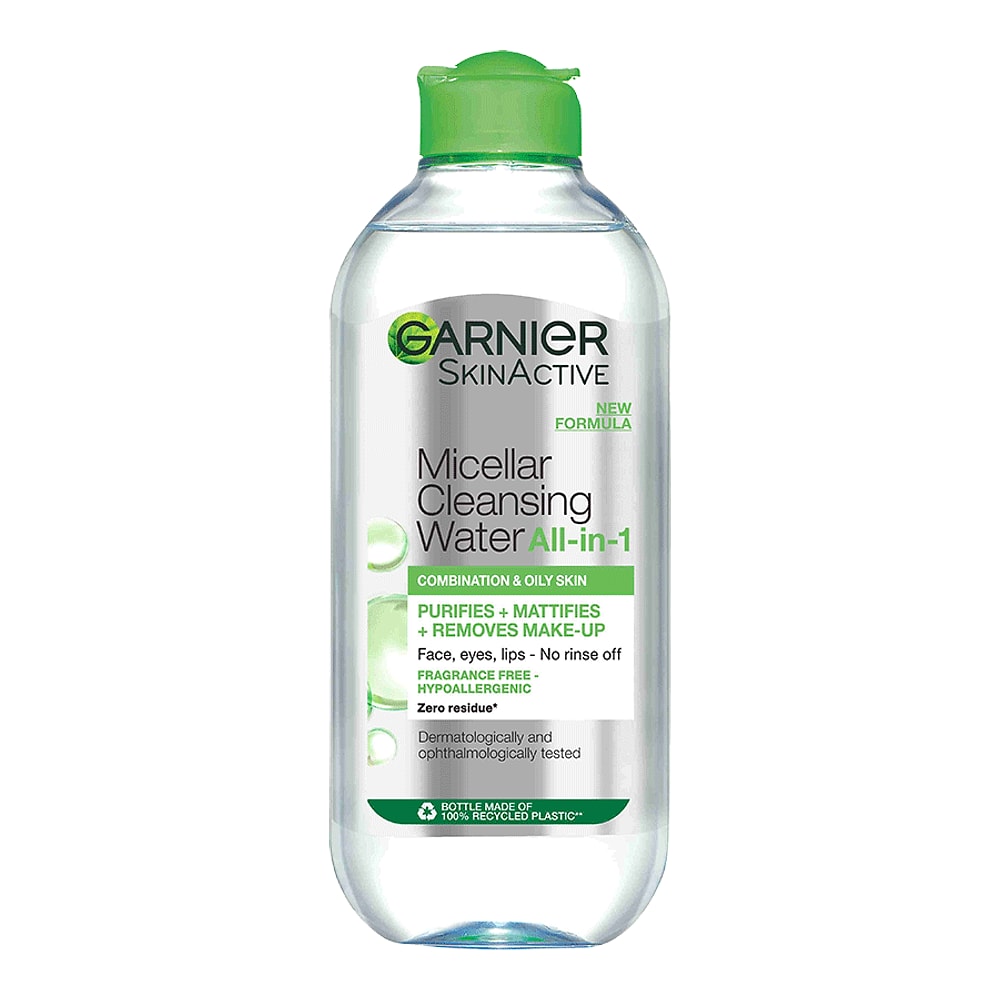 GARNIER
SKINACTIVE
NEW
FORMULA
Micellar
Cleansing
Water All-in-1
COMBINATION & OILY SKIN
PURIFIES + MATTIFIES
+ REMOVES MAKE-UP
Face, eyes, lips - No rinse off
FRAGRANCE FREE -
HYPOALLERGENIC
Zero residue*
Dermatologically and
ophthalmologically tested
BOTTLE MADE OF
100% RECYCLED PLASTIC**